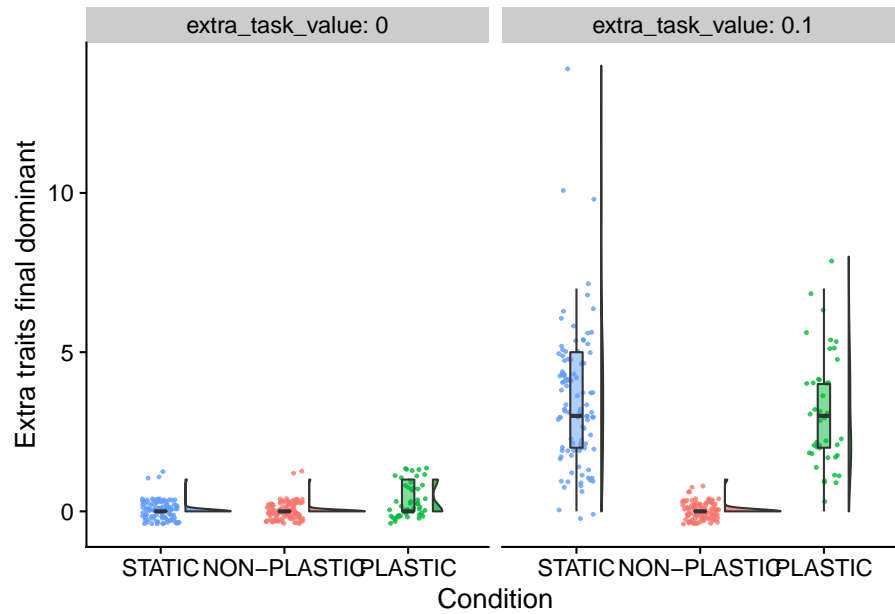 extra_task_value: 0
extra_task_value: 0.1
Extra traits final dominant
10
5
0
STATIC NON−PLASTIC PLASTIC
STATIC NON−PLASTIC PLASTIC
Condition